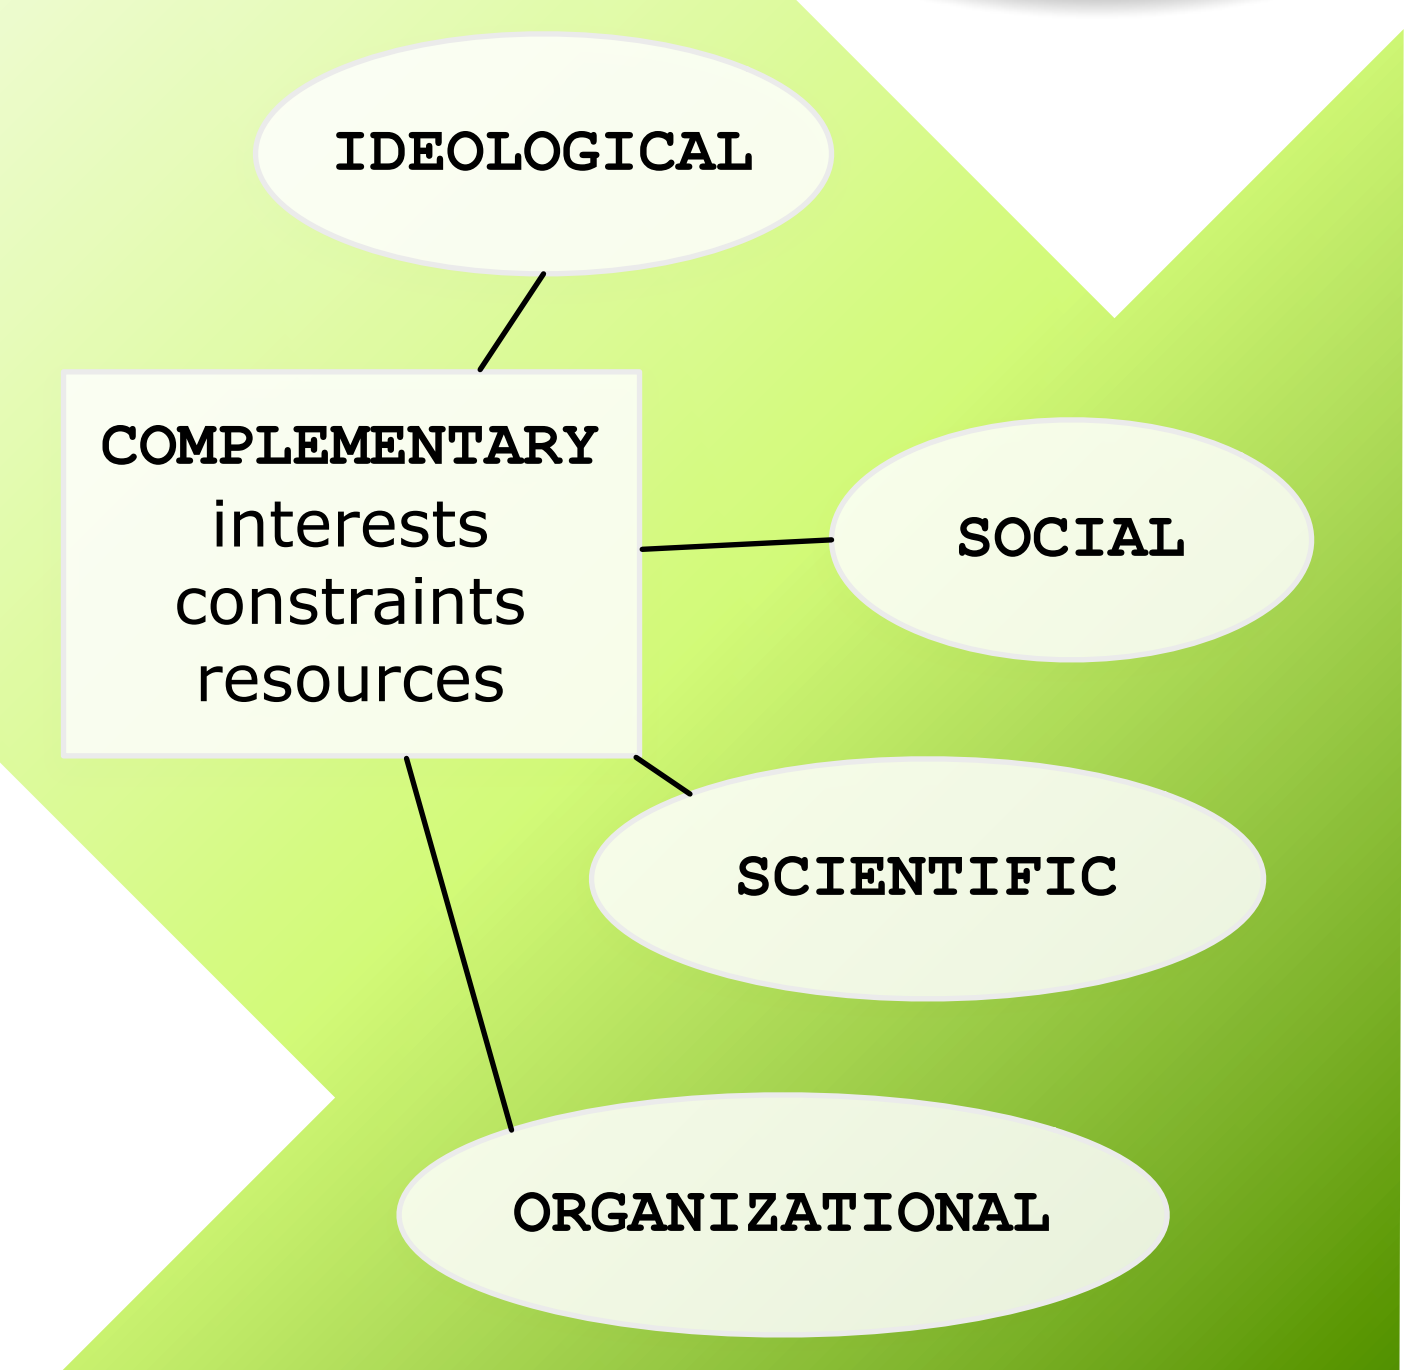 IDEOLOGICAL
COMPLEMENTARY
interests
constraints
resources
SOCIAL
SCIENTIFIC
ORGANIZATIONAL